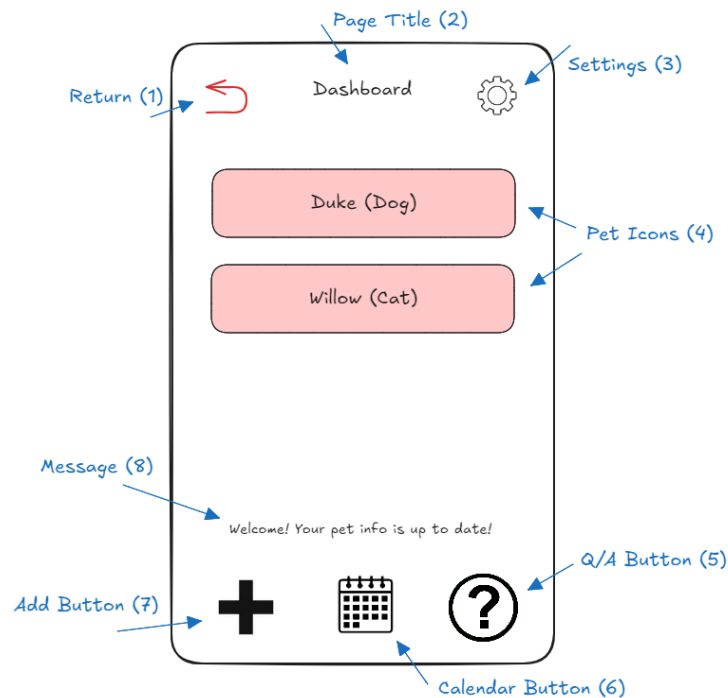 Page Title (2)
Settings (3)
Dashboard
Return (1)
Duke (Dog)
Pet Icons (4)
Willow (Cat)
Message (8)
Welcome! Your pet info is up to date!
Q/A Button (5)
?
Add Button (7)
Calendar Button (6)